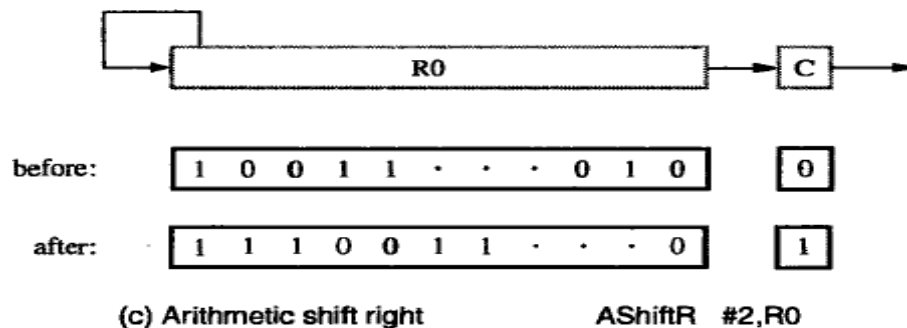 R0 C
before: 1 0 0 1 1 · · · 0 1 0 0
after: 1 1 1 0 0 1 1 · · · 0 1
(c) Arithmetic shift right AShiftR #2,R0